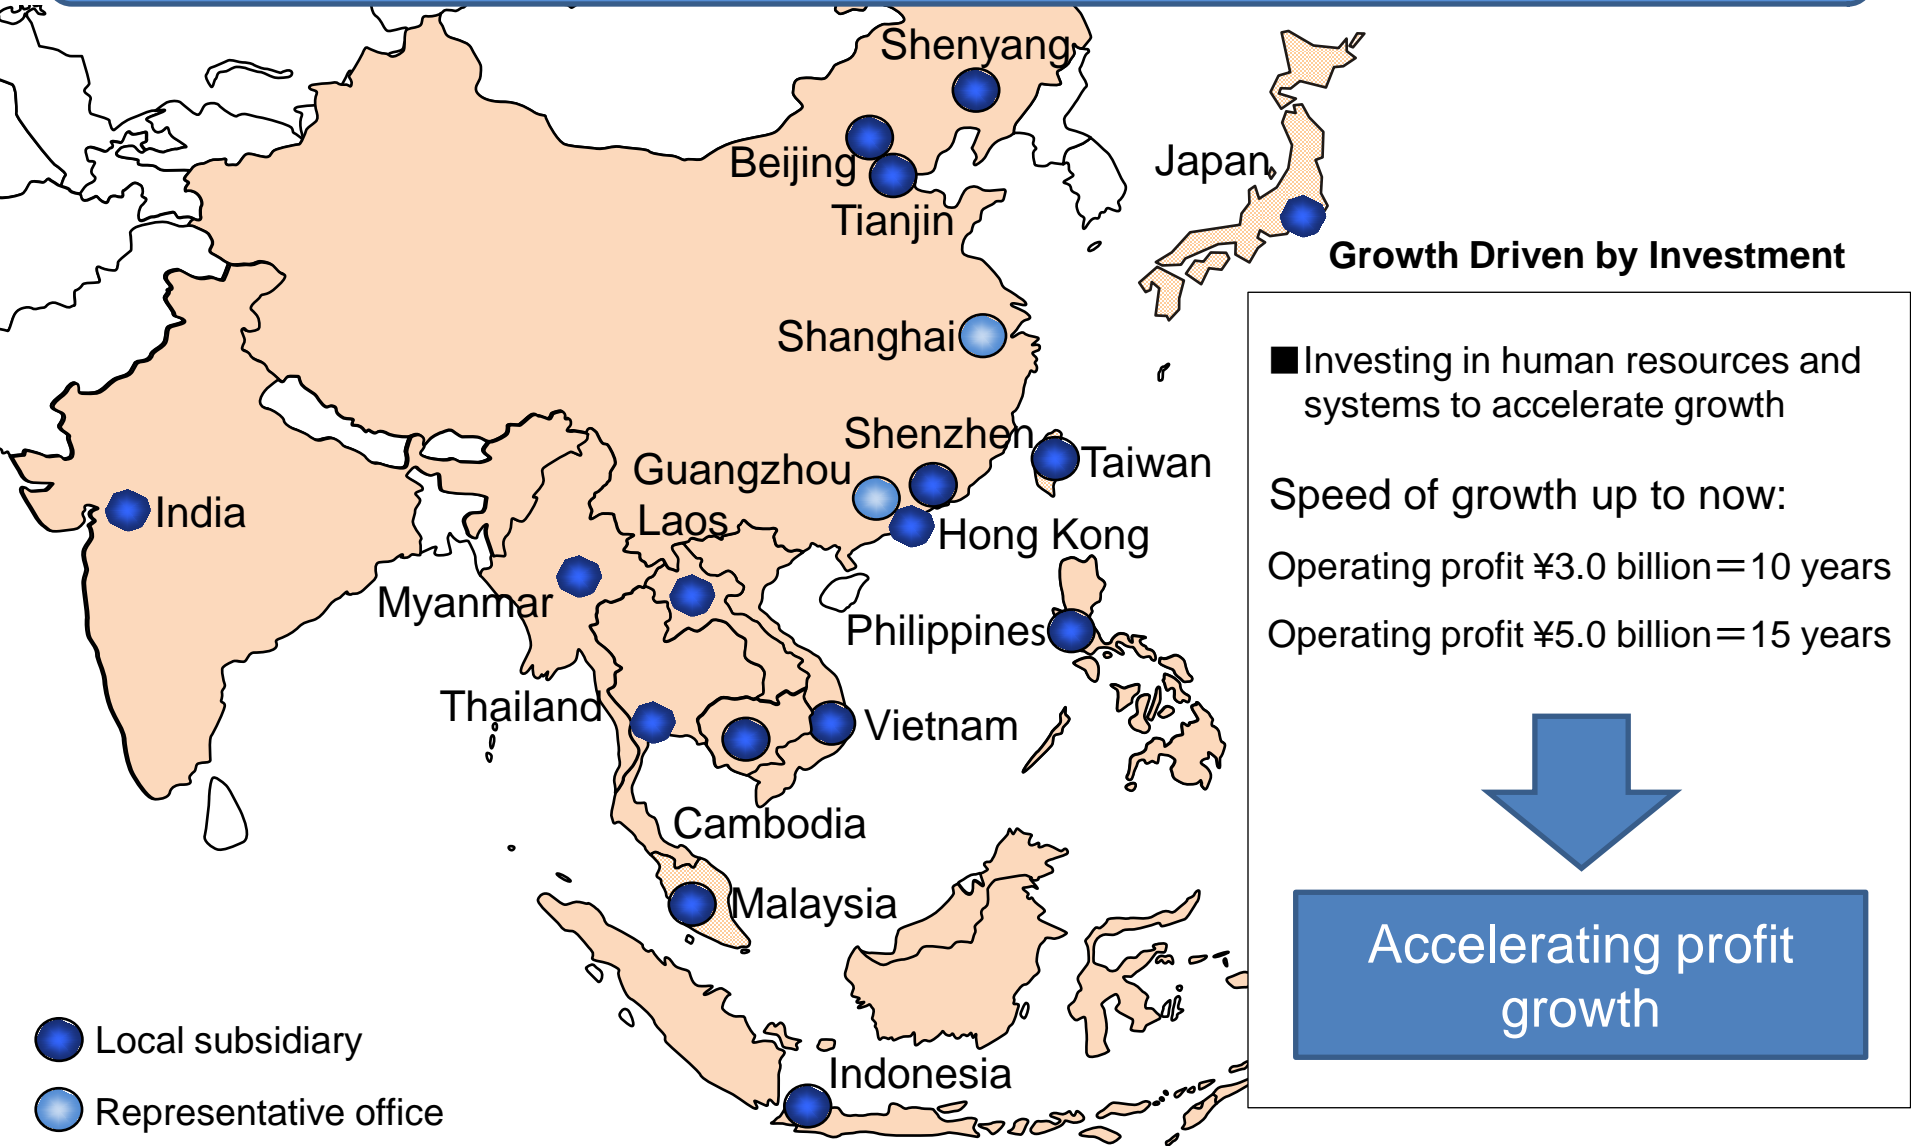 Shenyang
Beijing
Tianjin
Japan
Growth Driven by Investment
Shanghai
■Investing in human resources and
systems to accelerate growth
Shenzhen
Taiwan
Guangzhou
India
Laos
Hong Kong
Speed of growth up to now:
Operating profit ¥3.0 billion＝10 years
Myanmar
Philippines
Operating profit ¥5.0 billion＝15 years
Thailand
Vietnam
Cambodia
Malaysia
Accelerating profit
growth
Local subsidiary
Indonesia
Representative office